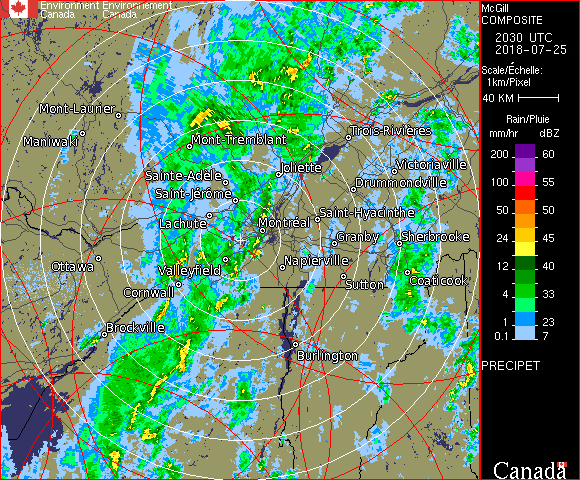 Environment Environnement
Canada Canada
McGill
COMPOSITE
2030 UTC
2018-07-25
Scale/Échelle:
1km/Pixel
40 KM
Rain/Pluie
mm/hr dBZ
200 60
100 55
50 50
24 45
12 40
4 33
1 23
0.1 7
PRECIPET
Canada
Mont-Laurier
Maniwaki
Mont-Tremblant
Trois-Rivières
Sainte-Adèle
Joliette
Victoriaville
Saint-Jérôme
Drummondville
Lachute
Montréal
Saint-Hyacinthe
Granby
Sherbrooke
Ottawa
Valleyfield
Napierville
Cornwall
Sutton
Coaticook
Brockville
Burlington